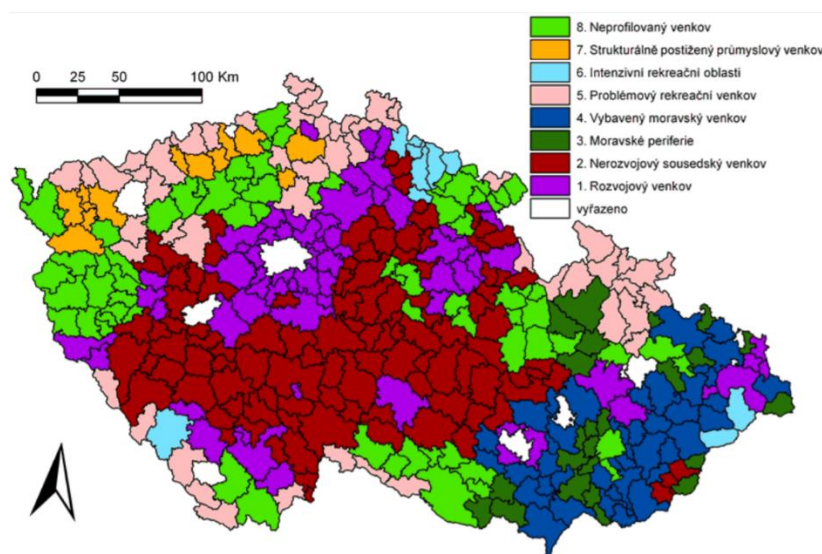 0 25 50 100 Km
8. Neprofilovaný venkov
7. Strukturálně postižený průmyslový venkov
6. Intenzivní rekreační oblasti
5. Problémový rekreační venkov
4. Vybavený moravský venkov
3. Moravské periferie
2. Nerozvojový sousedský venkov
1. Rozvojový venkov
vyřazeno